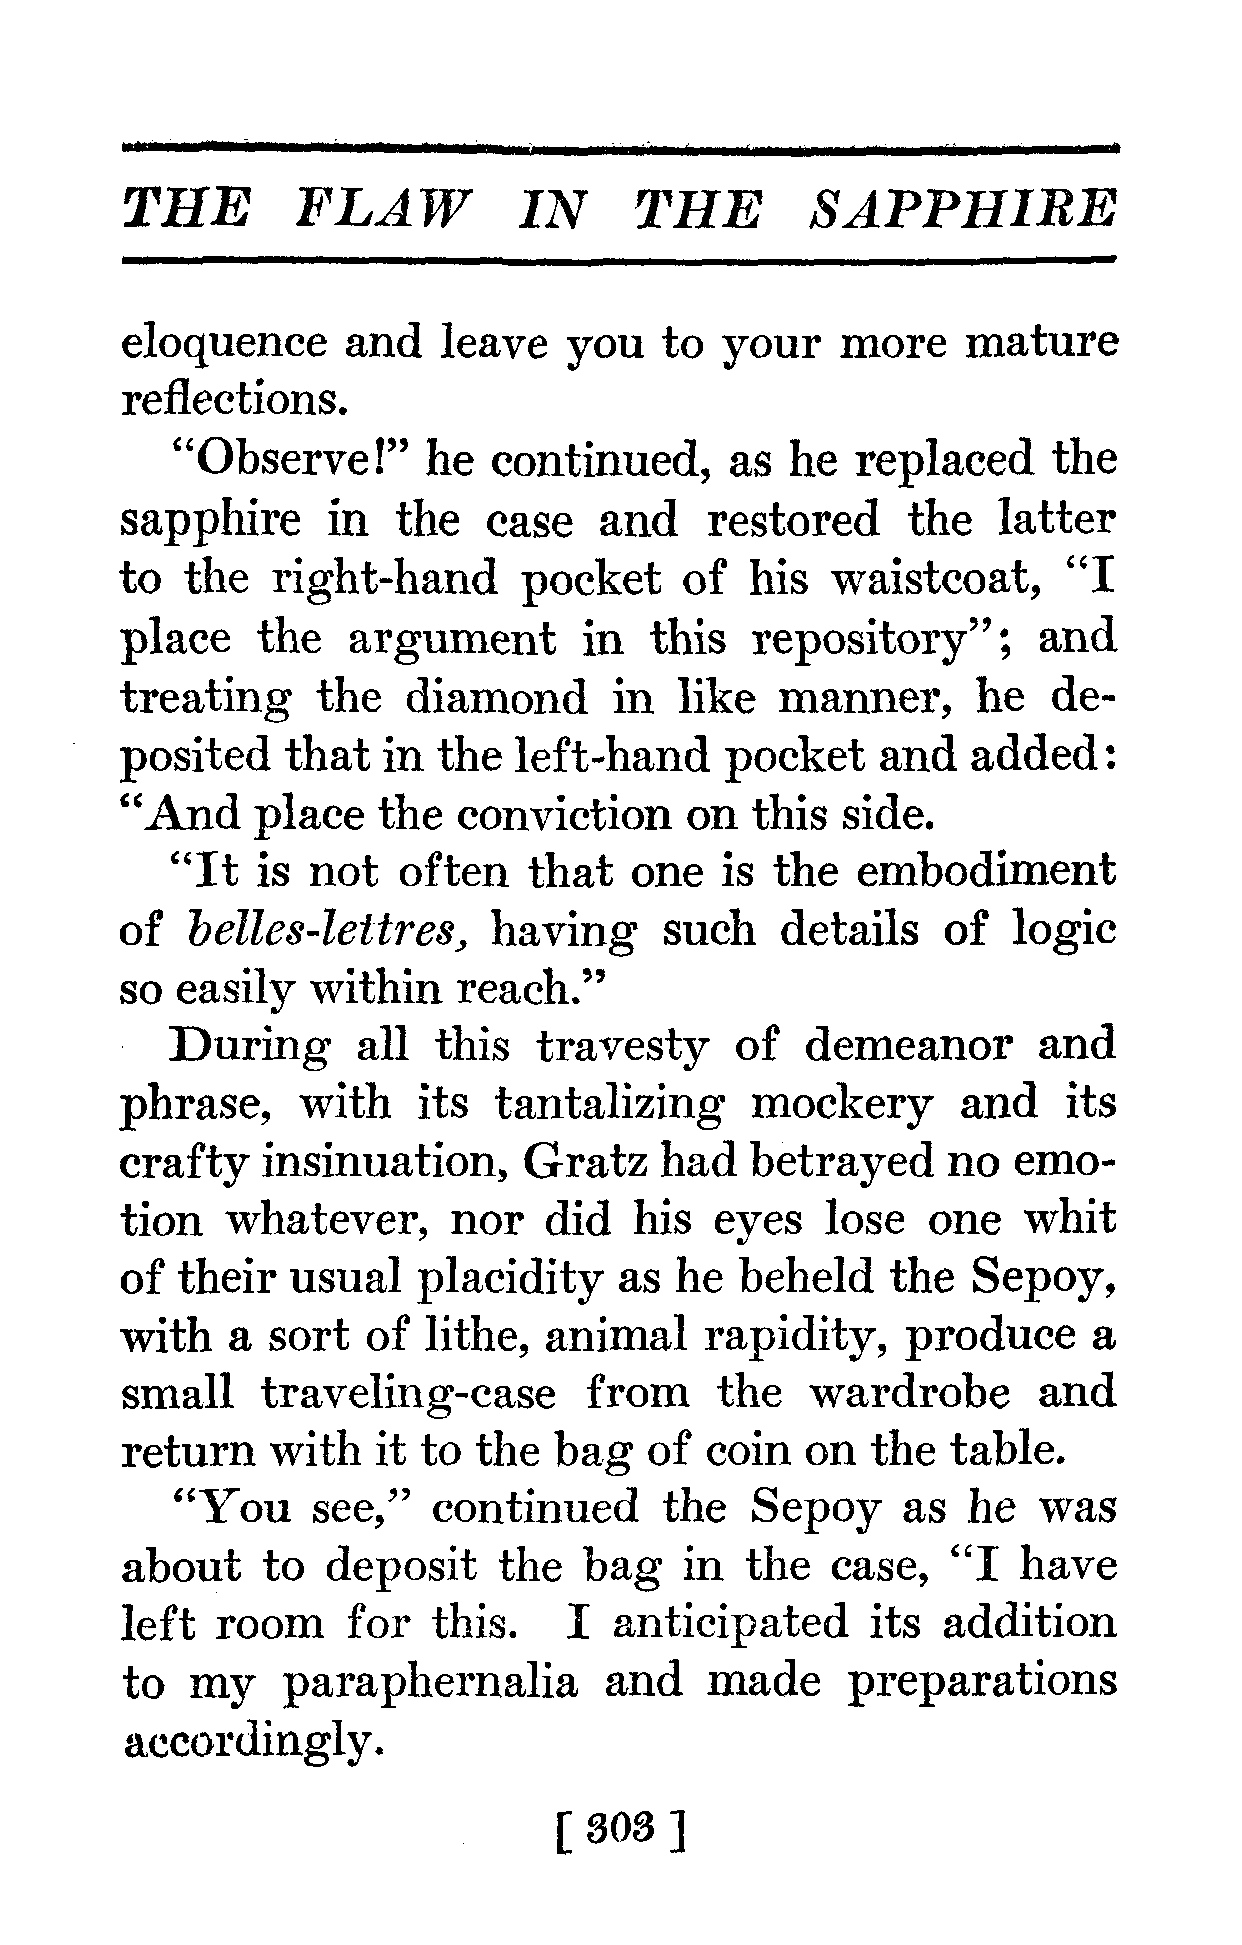 THE FLAW IN THE SAPPHIRE
eloquence and leave you to your more mature
reflections.
"Observe!" he continued, as he replaced the
sapphire in the case and restored the latter
to the right-hand pocket of his waistcoat, "I
place the argument in this repository"; and
treating the diamond in like manner, he de-
posited that in the left-hand pocket and added:
"And place the conviction on this side.
"It is not often that one is the embodiment
of belles-lettres, having such details of logic
so easily within reach."
During all this travesty of demeanor and
phrase, with its tantalizing mockery and its
crafty insinuation, Gratz had betrayed no emo-
tion whatever, nor did his eyes lose one whit
of their usual placidity as he beheld the Sepoy,
with a sort of lithe, animal rapidity, produce a
small traveling-case from the wardrobe and
return with it to the bag of coin on the table.
"You see," continued the Sepoy as he was
about to deposit the bag in the case, "I have
left room for this. I anticipated its addition
to my paraphernalia and made preparations
accordingly.
[ 303 ]